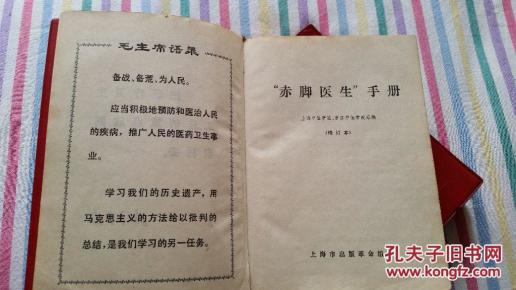 毛主席语录
备战、备荒、为人民。
应当积极地预防和医治人民
的疾病，推广人民的医药卫生事
业。
学习我们的历史遗产，用
马克思主义的方法给以批判的
总结，是我们学习的另一任务。
“赤脚医生”手册
（修订本）
上海市出版革命组
孔夫子旧书网